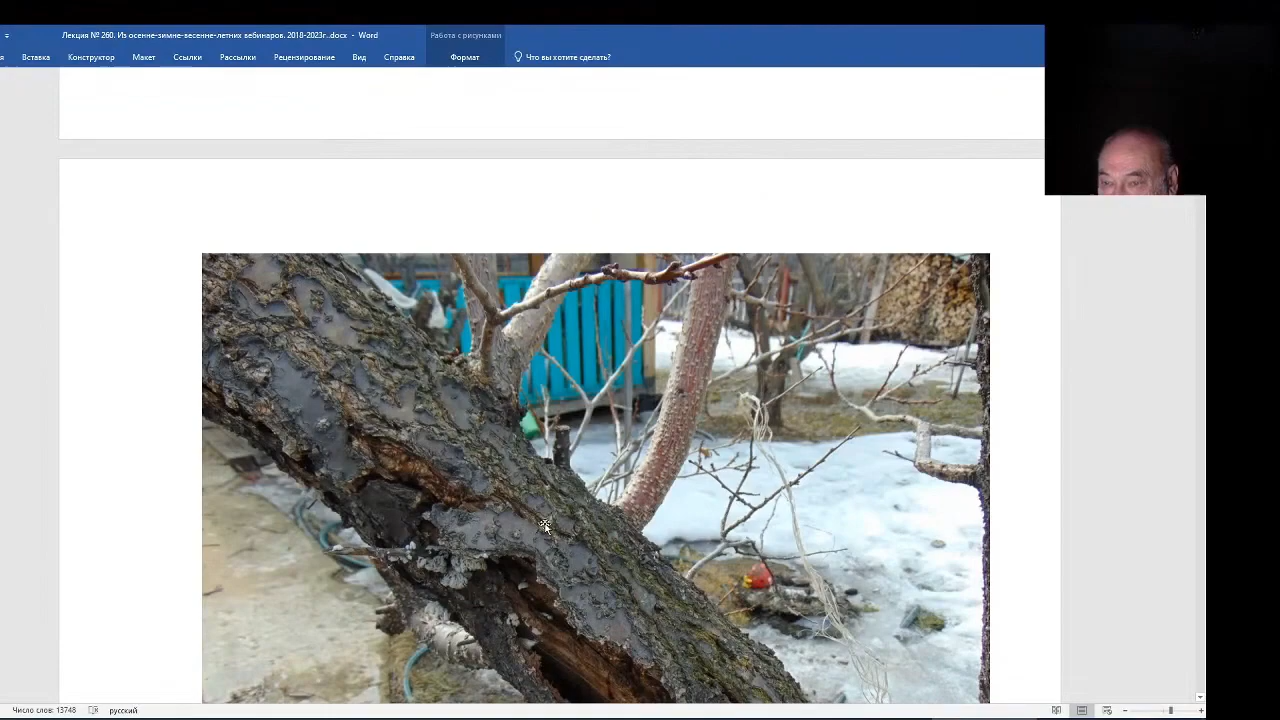 Лекция № 260. Из осенне-зимне-весенне-летних вебинаров. 2018-2023г..docx - Word
Работа с рисунками
Вставка Конструктор Макет Ссылки Рассылки Рецензирование Вид Справка Формат Что вы хотите сделать?
Число слов: 13748 русский